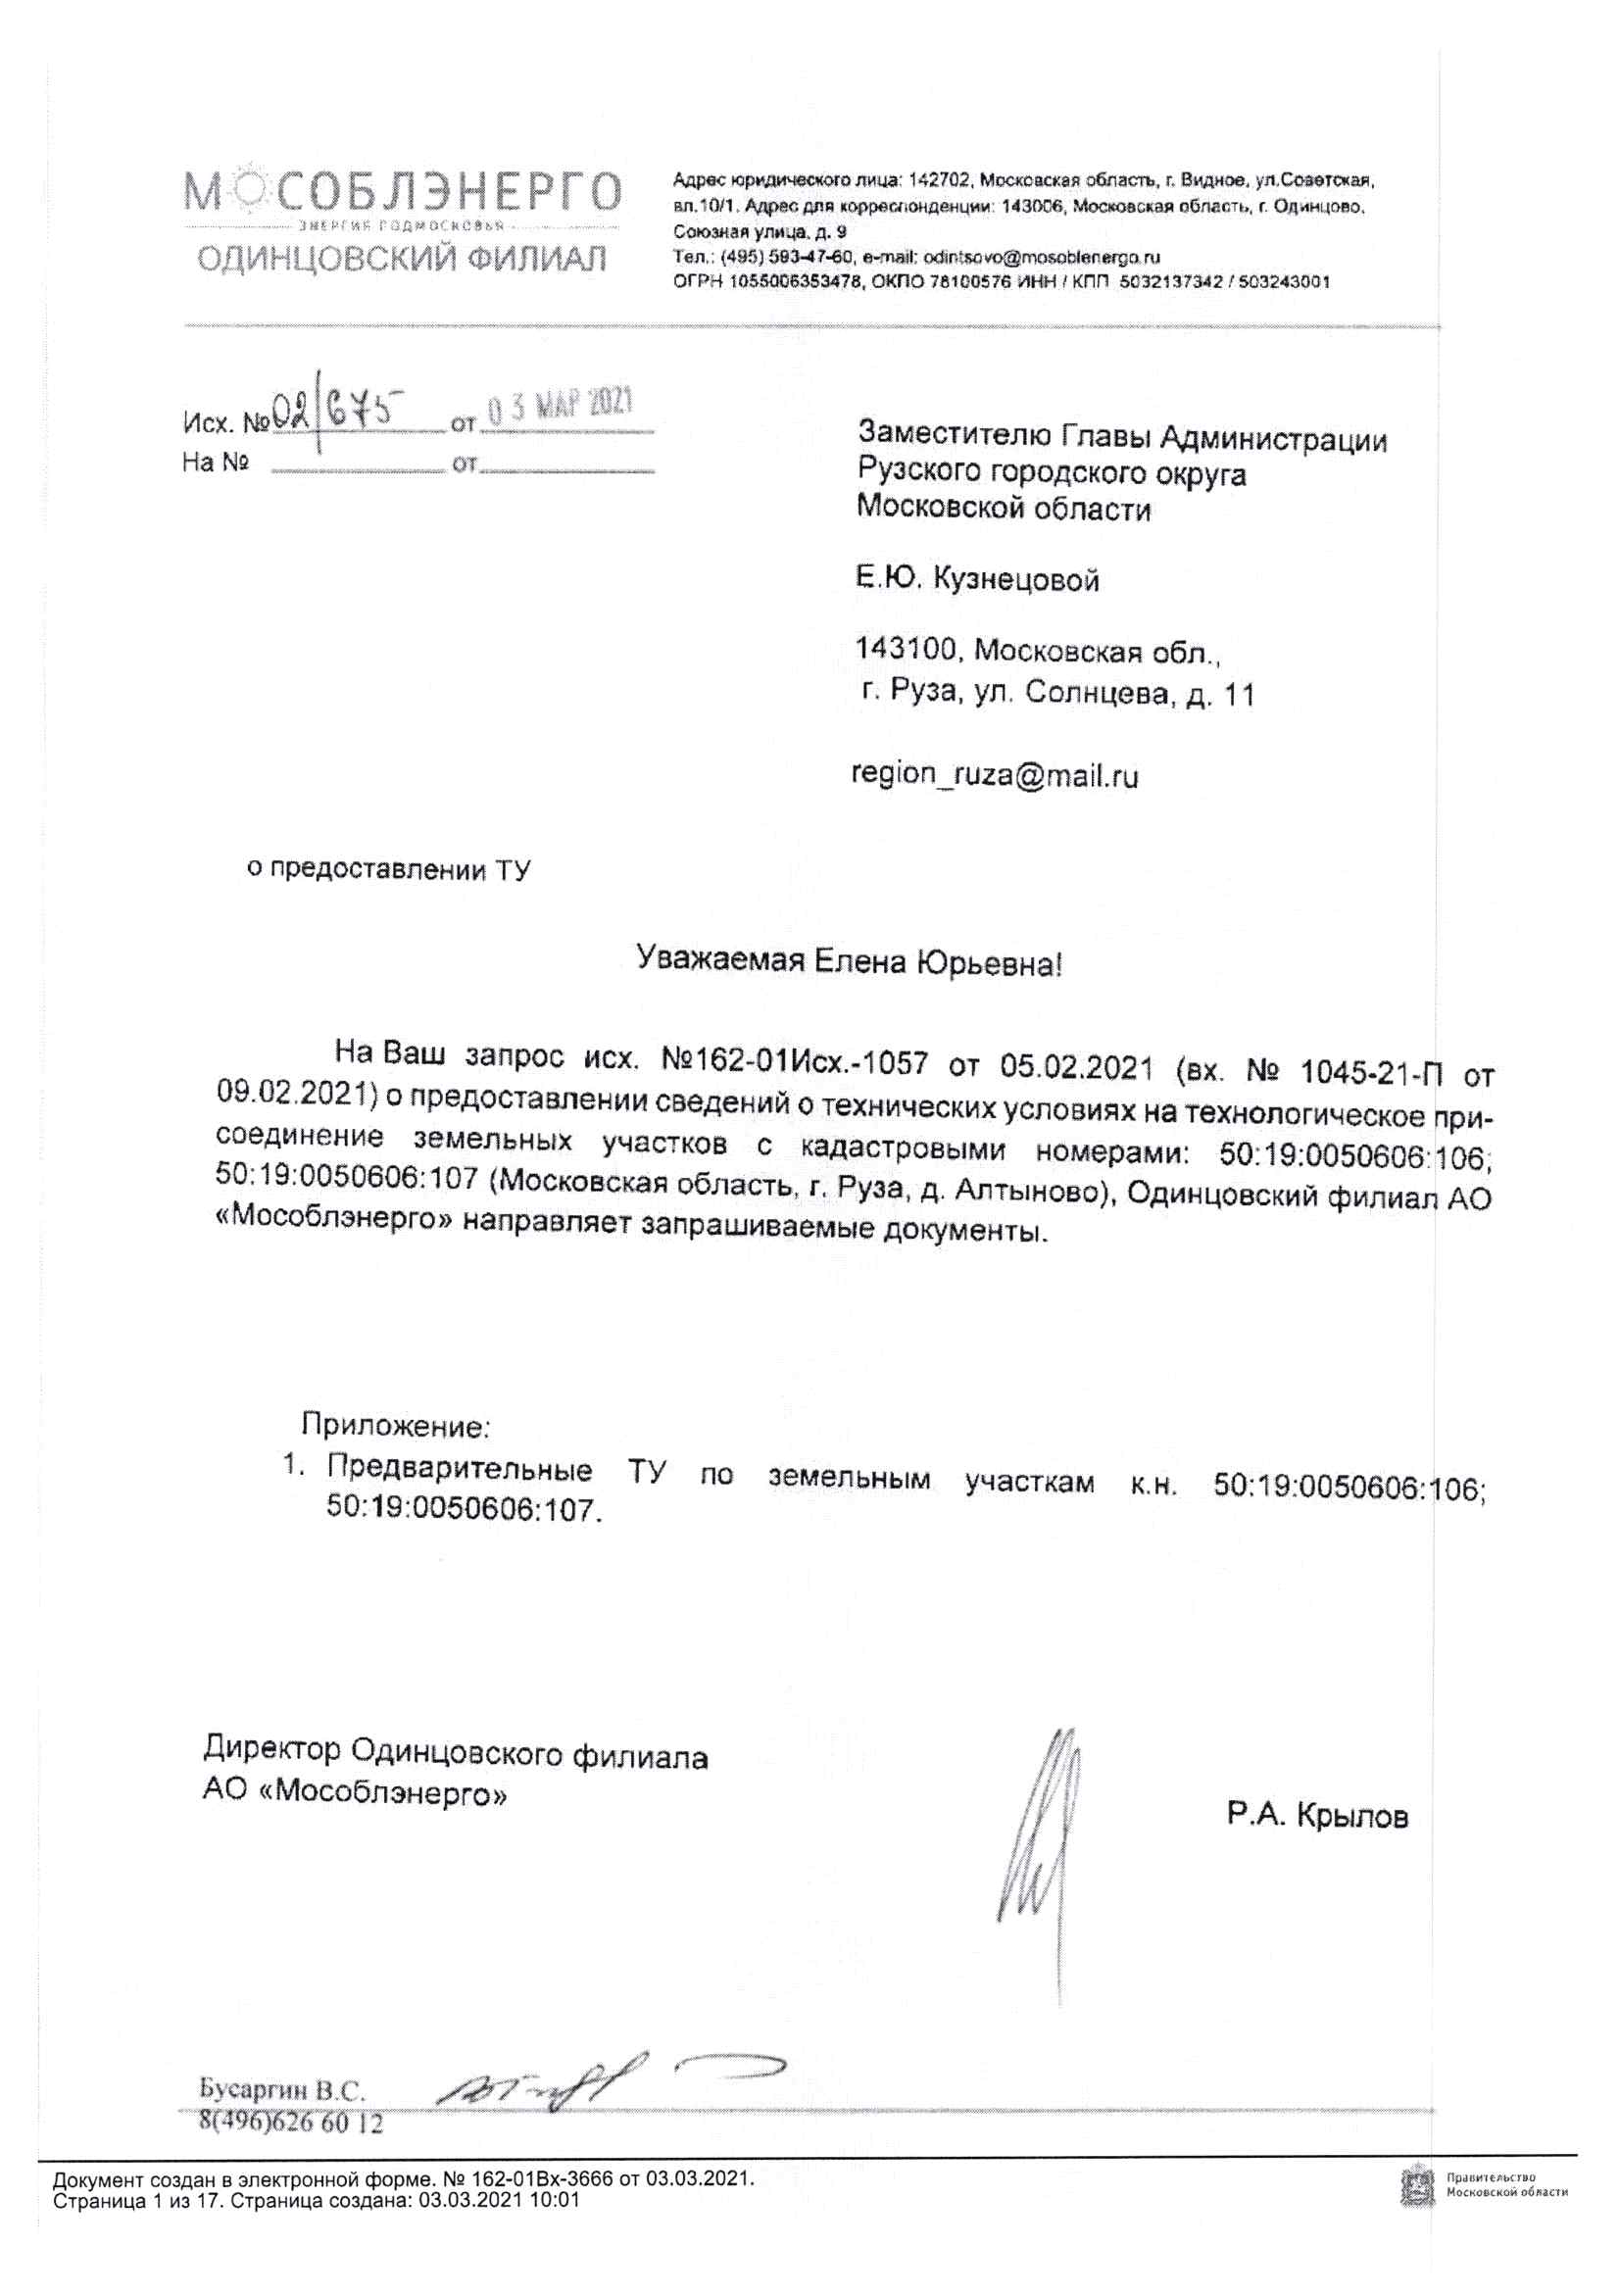 МОСОБЛЭНЕРГО
ЭНЕРГИЯ ПОДМОСКОВЬЯ
ОДИНЦОВСКИЙ ФИЛИАЛ
Адрес юридического лица: 142702, Московская область, г. Видное, ул.Советская,
вл.10/1. Адрес для корреспонденции: 143006, Московская область, г. Одинцово,
Союзная улица, д. 9
Тел.: (495) 593-47-60, e-mail: odintsovo@mosoblenergo.ru
ОГРН 1055006353478, ОКПО 78100576 ИНН / КПП 5032137342 / 503243001
Исх. № 02/675 от 03 МАР 2021
На № от
Заместителю Главы Администрации
Рузского городского округа
Московской области
Е.Ю. Кузнецовой
143100, Московская обл.,
г. Руза, ул. Солнцева, д. 11
region_ruza@mail.ru
о предоставлении ТУ
Уважаемая Елена Юрьевна!
На Ваш запрос исх. №162-01Исх.-1057 от 05.02.2021 (вх. № 1045-21-П от
09.02.2021) о предоставлении сведений о технических условиях на технологическое при-
соединение земельных участков с кадастровыми номерами: 50:19:0050606:106;
50:19:0050606:107 (Московская область, г. Руза, д. Алтыново), Одинцовский филиал АО
«Мособлэнерго» направляет запрашиваемые документы.
Приложение:
1. Предварительные ТУ по земельным участкам к.н. 50:19:0050606:106;
50:19:0050606:107.
Директор Одинцовского филиала
АО «Мособлэнерго»
Р.А. Крылов
Бусаргин В.С.
8(496)626 60 12
Документ создан в электронной форме. № 162-01Вх-3666 от 03.03.2021.
Страница 1 из 17. Страница создана: 03.03.2021 10:01
Правительство
Московской области